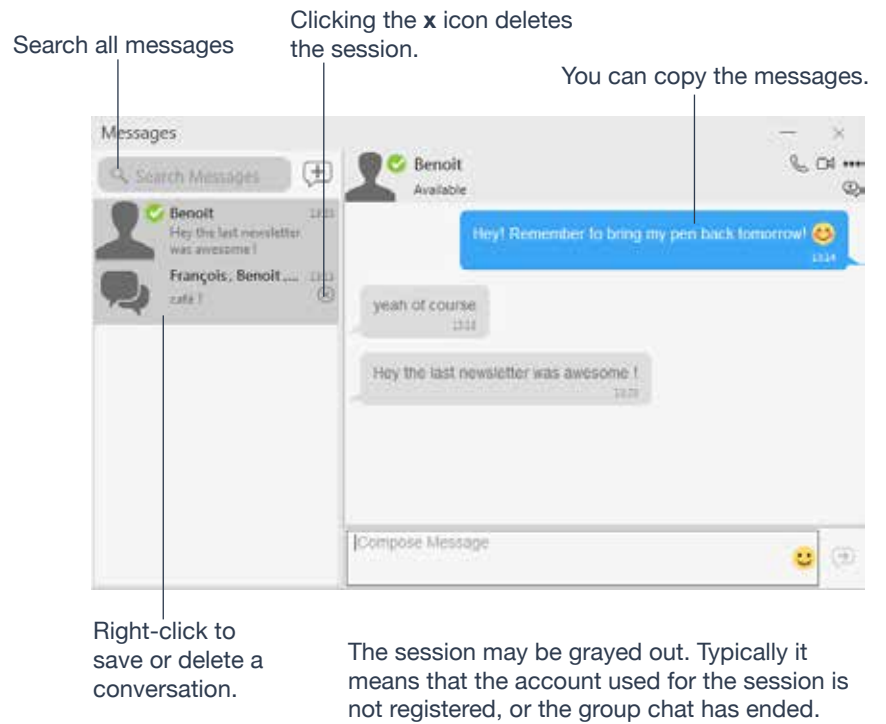 Clicking the x icon deletes
the session.
Search all messages
You can copy the messages.
Messages
Search Messages
Benoit
Hey the last newsletter
was awesome !
François, Benoit,...
café ?
Benoit
Available
Hey! Remember to bring my pen back tomorrow!
13:14
yeah of course
Hey the last newsletter was awesome !
Compose Message
Right-click to
save or delete a
conversation.
The session may be grayed out. Typically it
means that the account used for the session is
not registered, or the group chat has ended.